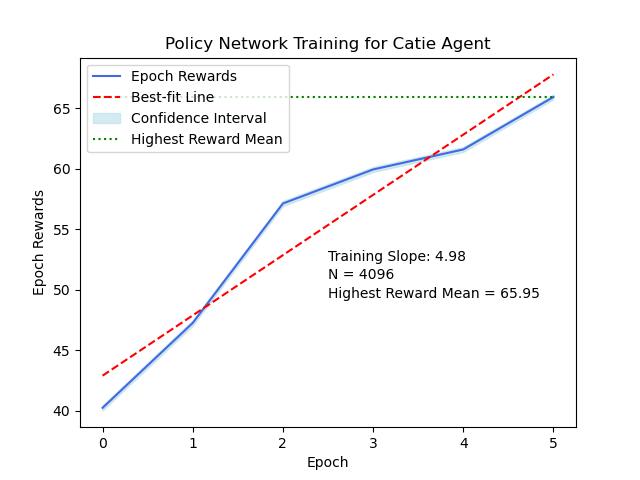 Policy Network Training for Catie Agent
Epoch Rewards
Best-fit Line
Confidence Interval
Highest Reward Mean
65
60
55
50
45
40
Epoch Rewards
Training Slope: 4.98
N = 4096
Highest Reward Mean = 65.95
0 1 2 3 4 5
Epoch